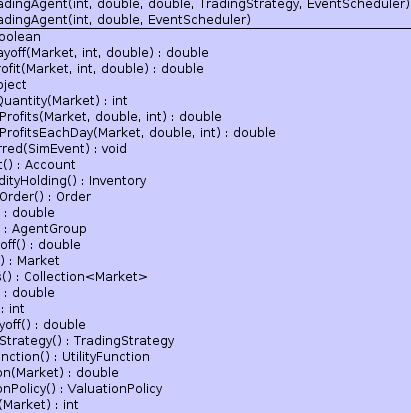 adingAgent(int, double, double, TradingStrategy, EventScheduler)
adingAgent(int, double, EventScheduler)
oolean
ayoff(Market, int, double) : double
rofit(Market, int, double) : double
bject
Quantity(Market) : int
Profits(Market, double, int) : double
ProfitsEachDay(Market, double, int) : double
rred(SimEvent) : void
t() : Account
dityHolding() : Inventory
Order() : Order
: double
: AgentGroup
off() : double
) : Market
s() : Collection<Market>
: double
: int
yoff() : double
Strategy() : TradingStrategy
nction() : UtilityFunction
on(Market) : double
onPolicy() : ValuationPolicy
(Market) : int